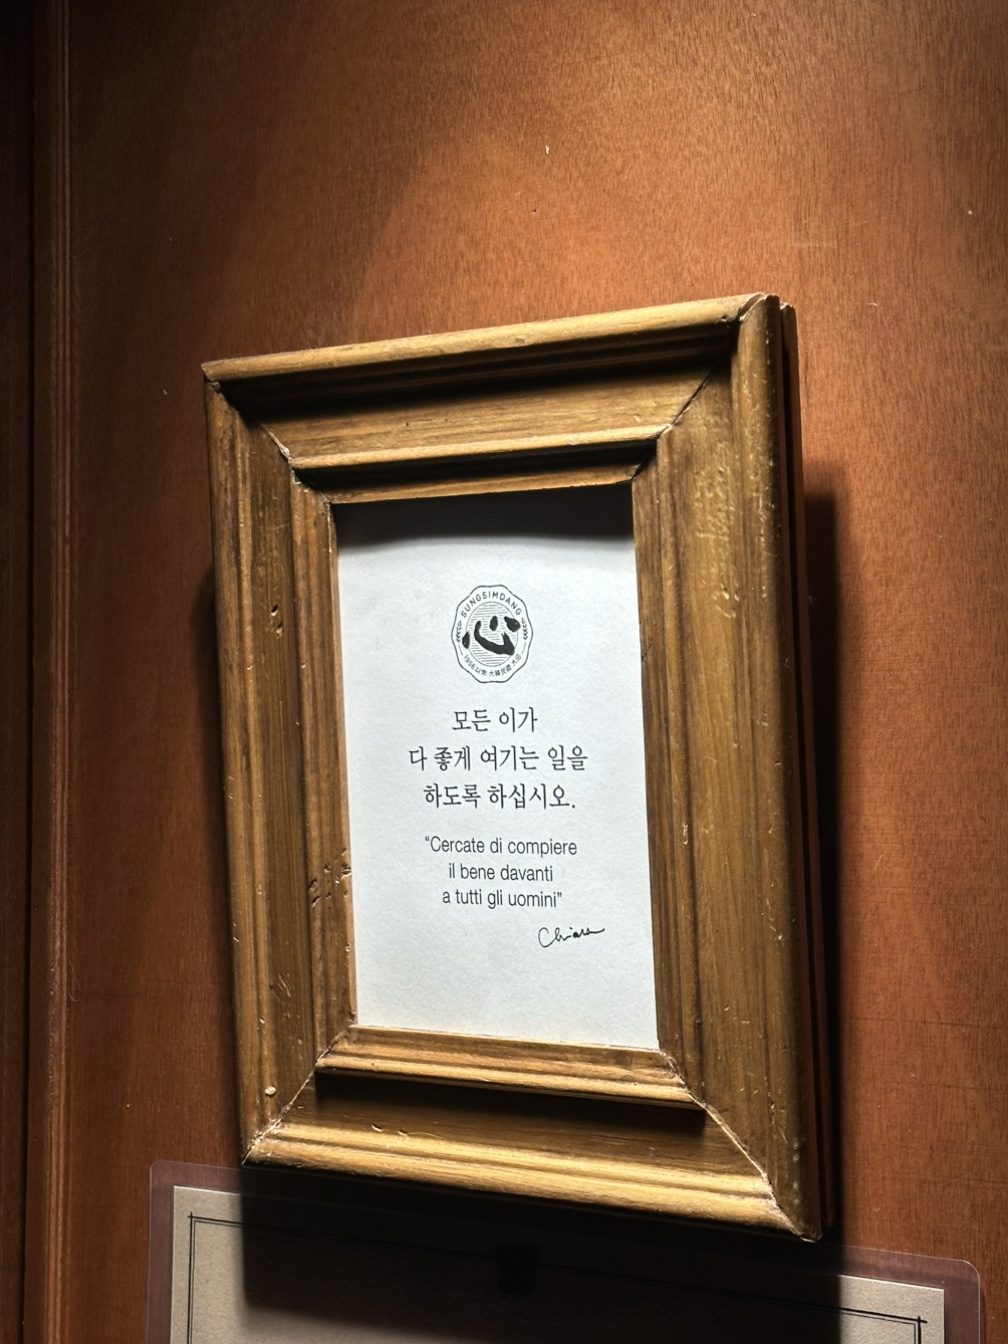 SUNGSIMDANG
心
모든 이가
다 좋게 여기는 일을
하도록 하십시오.
“Cercate di compiere
il bene davanti
a tutti gli uomini”
Chiara